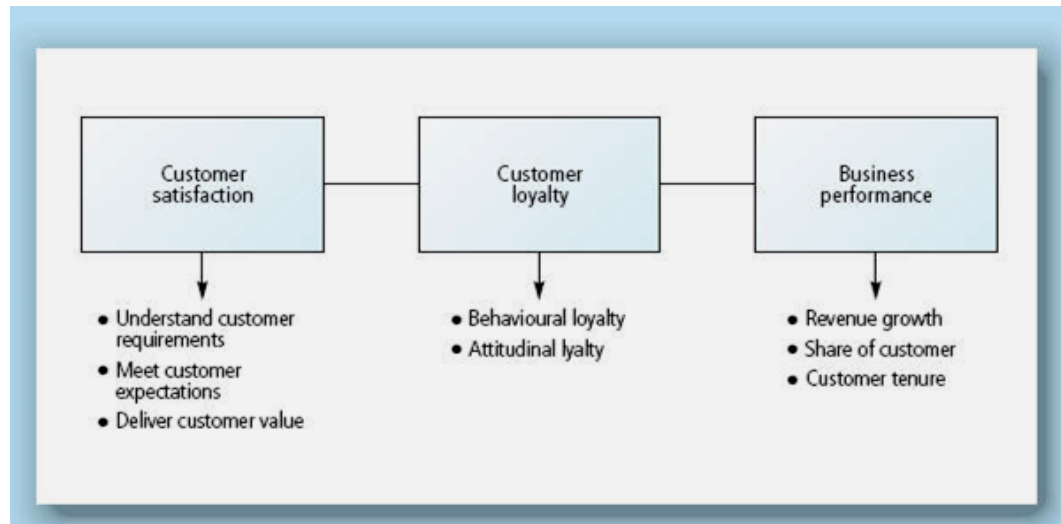 Customer
satisfaction
Customer
loyalty
Business
performance
● Understand customer
requirements
● Meet customer
expectations
● Deliver customer value
● Behavioural loyalty
● Attitudinal lyalty
● Revenue growth
● Share of customer
● Customer tenure